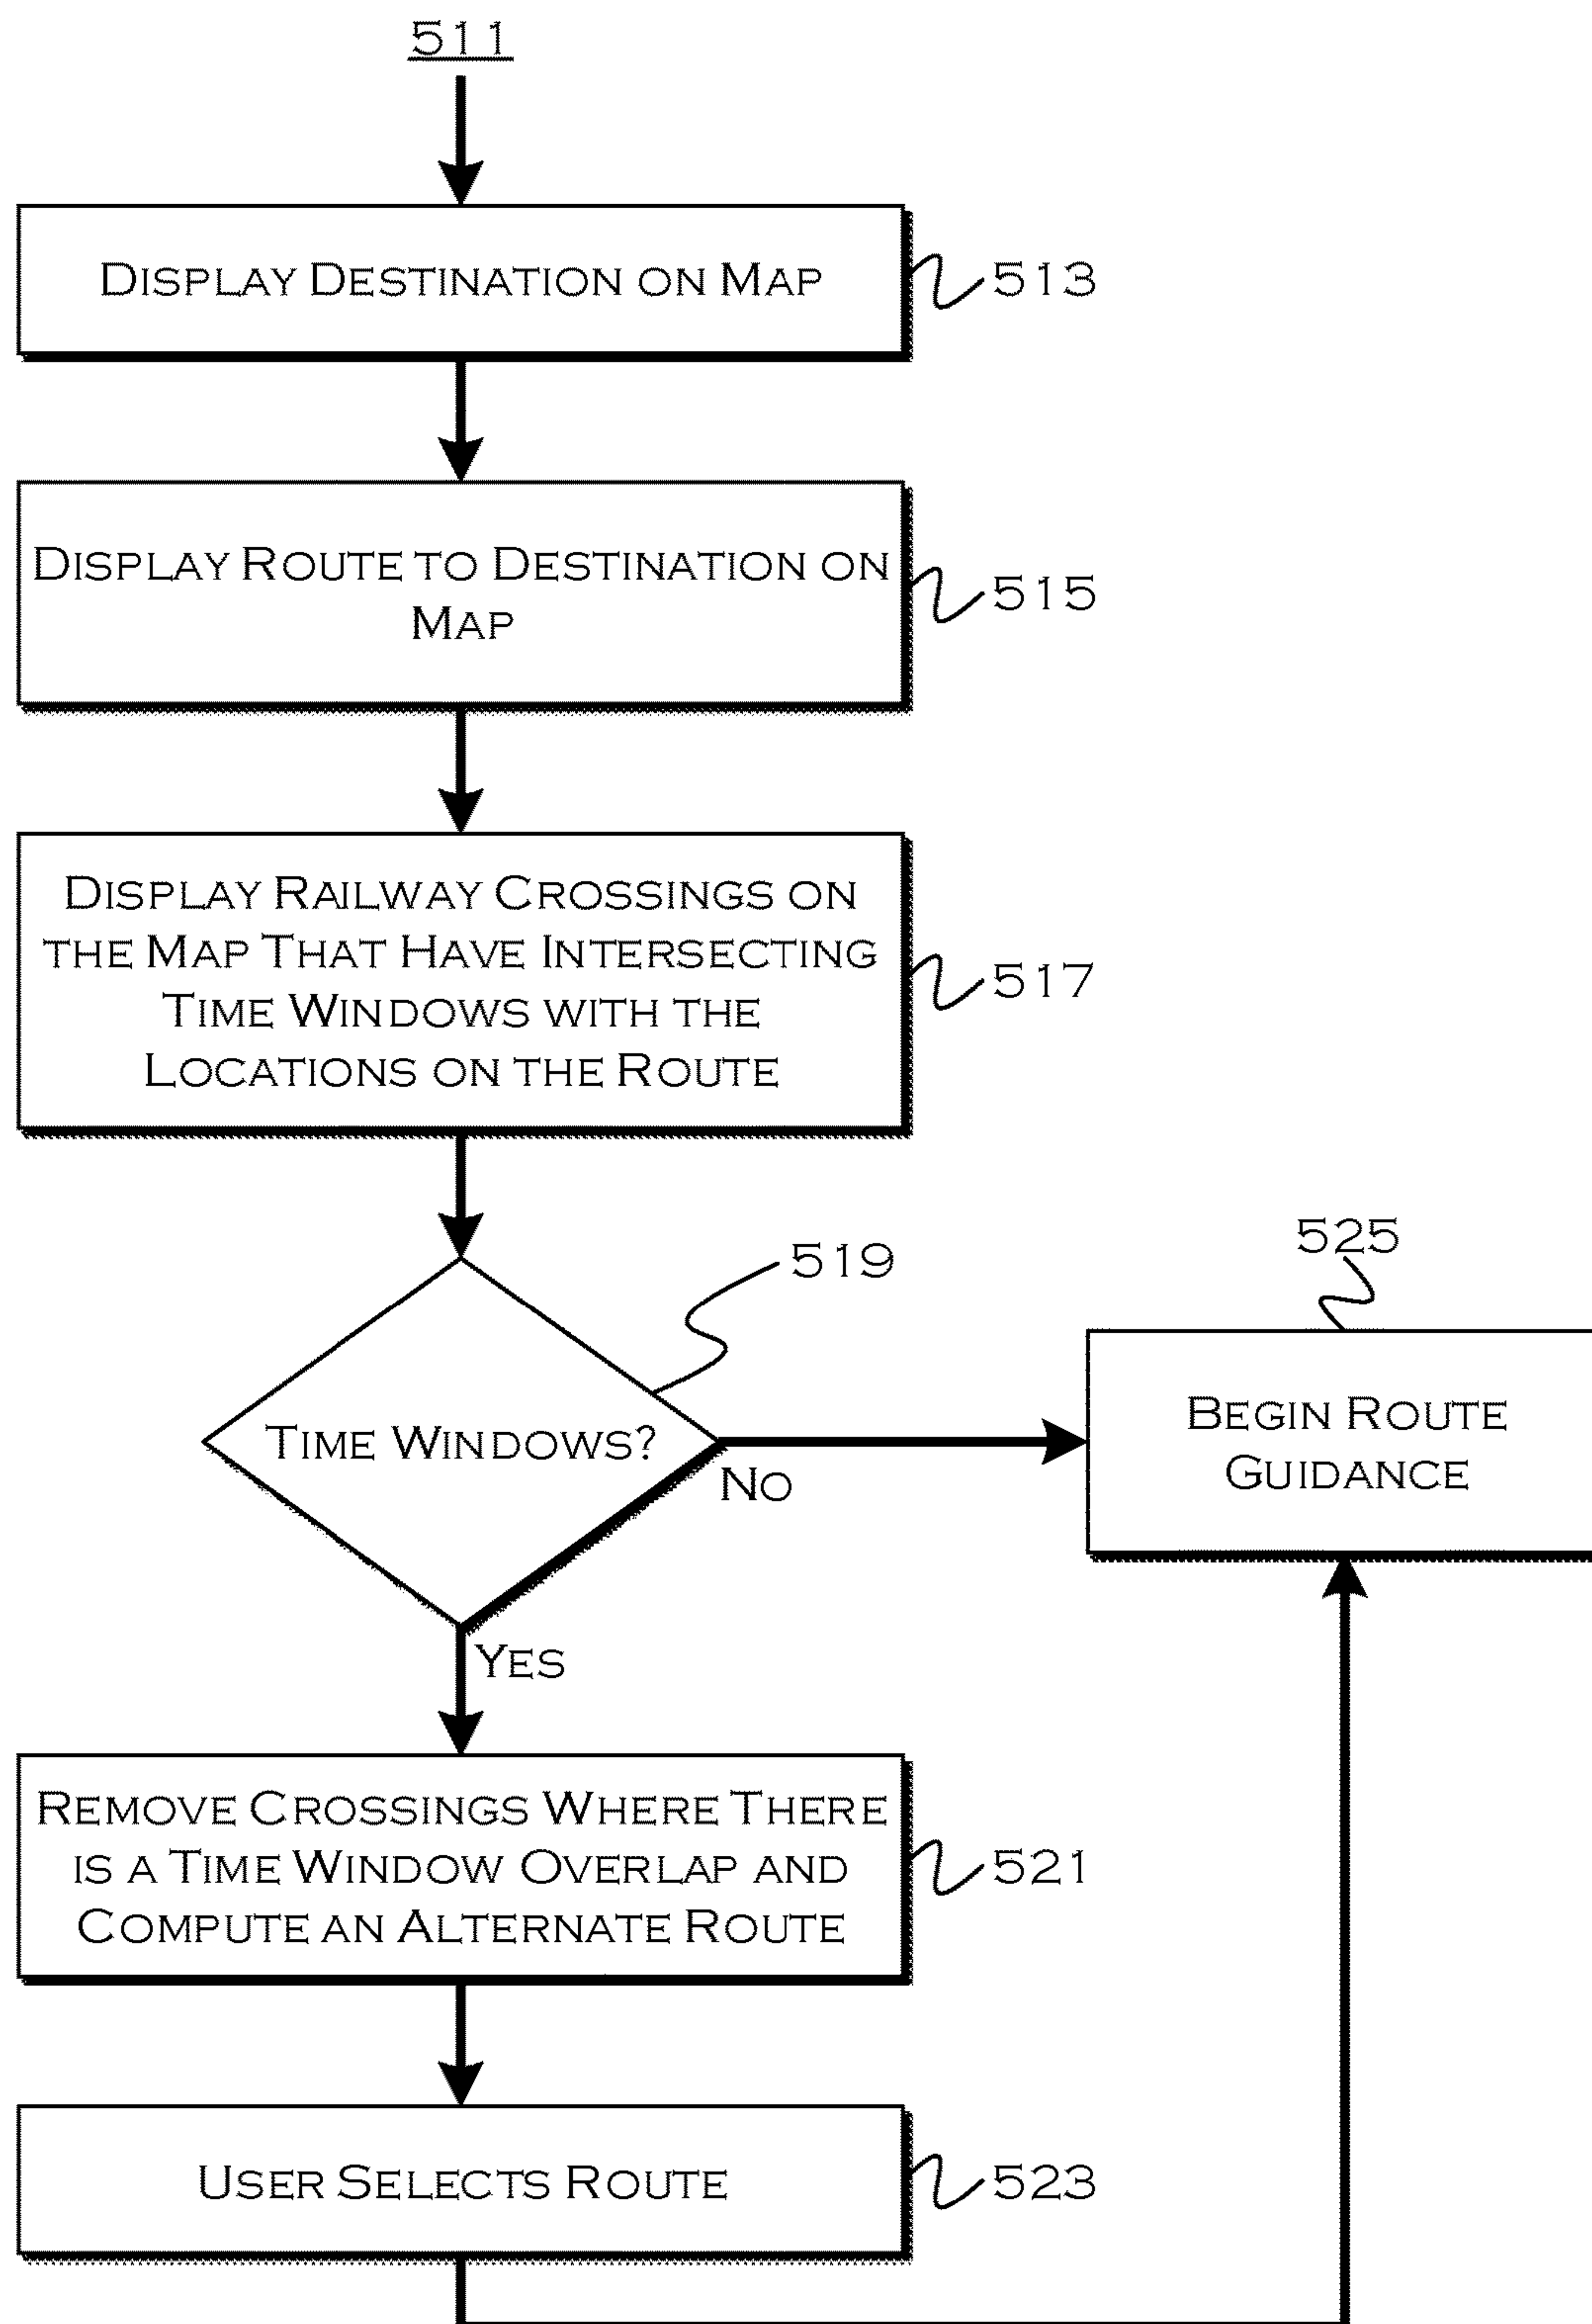 511
Display Destination on Map
513
Display Route to Destination on
Map
515
Display Railway Crossings on
the Map That Have Intersecting
Time Windows with the
Locations on the Route
517
519
Time Windows?
No
525
Begin Route
Guidance
Yes
Remove Crossings Where There
is a Time Window Overlap and
Compute an Alternate Route
521
User Selects Route
523